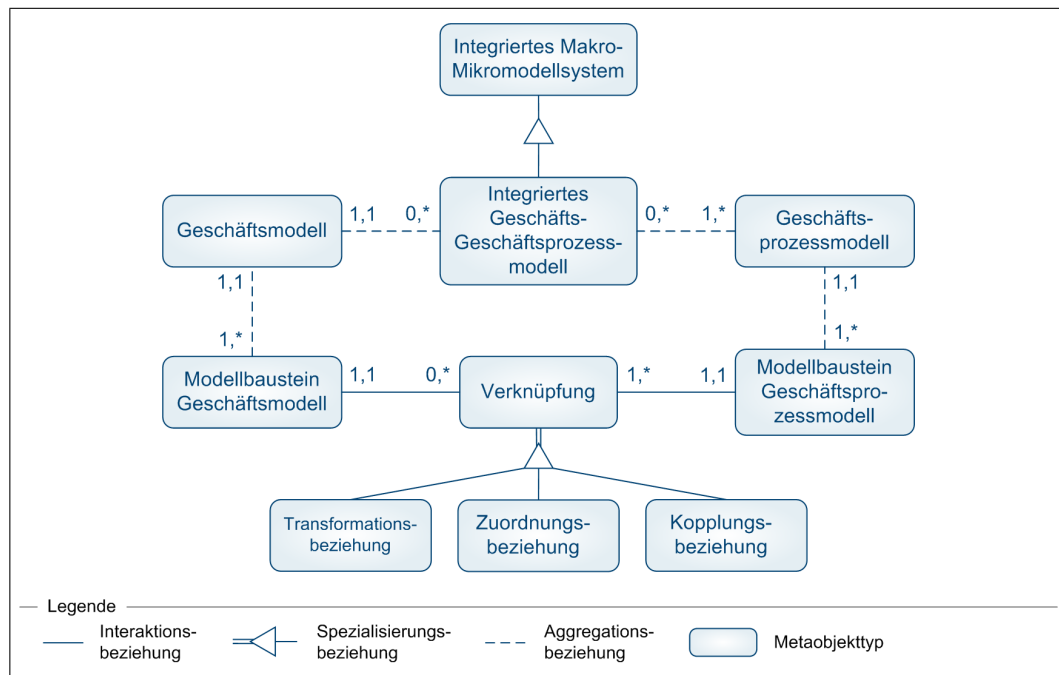 Integriertes Makro-
Mikromodellsystem
Geschäftsmodell
1,1
0,*
Integriertes
Geschäfts-
Geschäftsprozess-
modell
0,*
1,*
Geschäfts-
prozessmodell
1,1
1,*
1,1
1,*
Modellbaustein
Geschäftsmodell
1,1
0,*
Verknüpfung
1,*
1,1
Modellbaustein
Geschäftspro-
zessmodell
Transformations-
beziehung
Zuordnungs-
beziehung
Kopplungs-
beziehung
Legende
Interaktions-
beziehung
Spezialisierungs-
beziehung
Aggregations-
beziehung
Metaobjekttyp